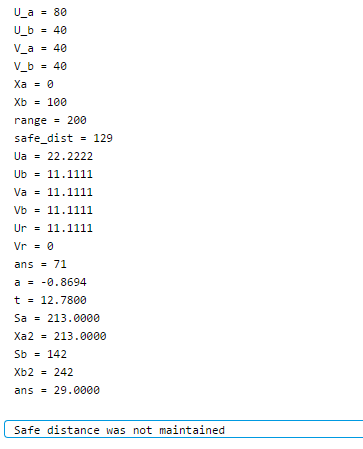 U_a = 80
U_b = 40
V_a = 40
V_b = 40
Xa = 0
Xb = 100
range = 200
safe_dist = 129
Ua = 22.2222
Ub = 11.1111
Va = 11.1111
Vb = 11.1111
Ur = 11.1111
Vr = 0
ans = 71
a = -0.8694
t = 12.7800
Sa = 213.0000
Xa2 = 213.0000
Sb = 142
Xb2 = 242
ans = 29.0000
Safe distance was not maintained